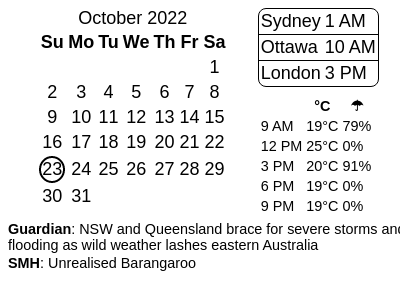 October 2022
Su Mo Tu We Th Fr Sa
1
2 3 4 5 6 7 8
9 10 11 12 13 14 15
16 17 18 19 20 21 22
23 24 25 26 27 28 29
30 31
Sydney 1 AM
Ottawa 10 AM
London 3 PM
°C ☂
9 AM 19°C 79%
12 PM 25°C 0%
3 PM 20°C 91%
6 PM 19°C 0%
9 PM 19°C 0%
Guardian: NSW and Queensland brace for severe storms and
flooding as wild weather lashes eastern Australia
SMH: Unrealised Barangaroo